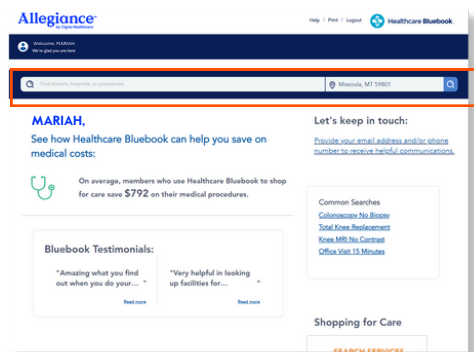 Allegiance
by Cigna Healthcare
Help | Print | Logout
Healthcare Bluebook
Welcome, MARIAH
We're glad you are here
Find doctors, hospitals, or procedures
Missoula, MT 59801
MARIAH,
See how Healthcare Bluebook can help you save on
medical costs:
On average, members who use Healthcare Bluebook to shop
for care save $792 on their medical procedures.
Bluebook Testimonials:
"Amazing what you find
out when you do your... "
Read more
"Very helpful in looking
up facilities for... "
Read more
Let's keep in touch:
Provide your email address and/or phone
number to receive helpful communications.
Common Searches
Colonoscopy No Biopsy
Total Knee Replacement
Knee MRI No Contrast
Office Visit 15 Minutes
Shopping for Care
SEARCH SERVICES